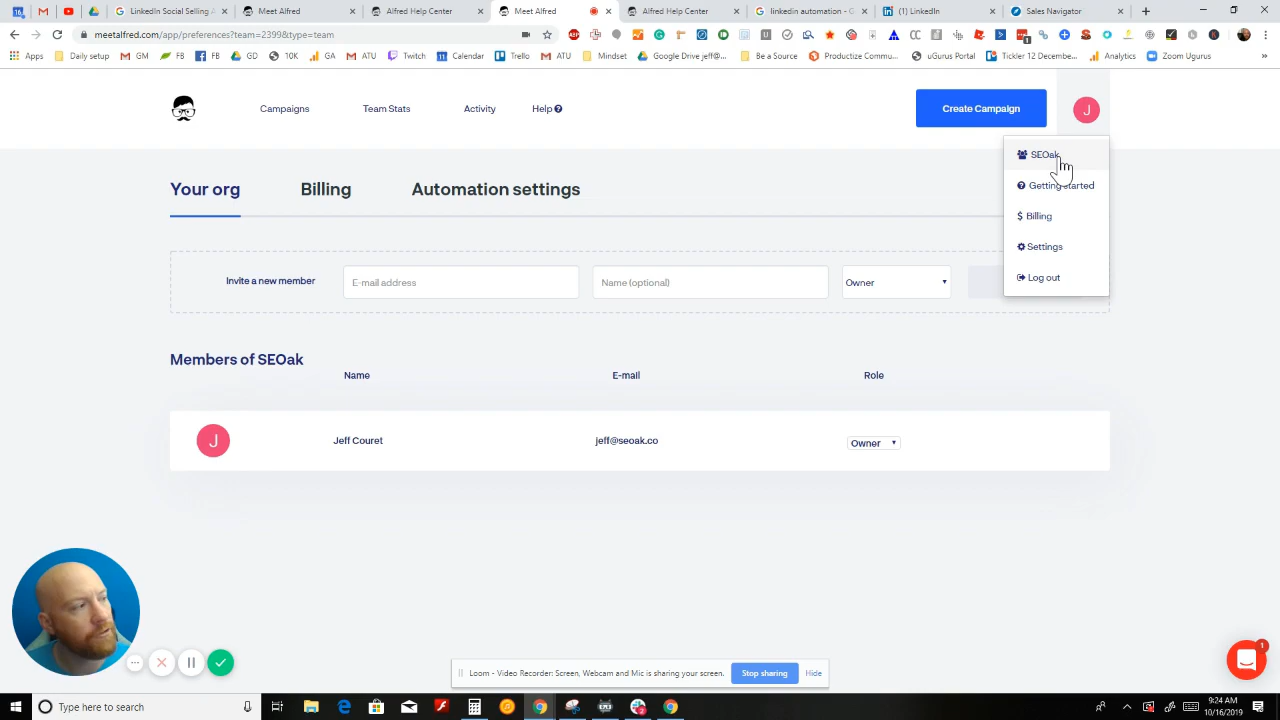 16
LinkedIn Social Selling A
Meet Alfred
Alfred Help Center
Meet Alfred
Alfred Help Center
linkedin automation - G
(1) LinkedIn
Sales Navigator
meetalfred.com/app/preferences?team=2399&type=team
Apps
Daily setup
GM
FB
FB
GD
10K
GA
ATU
Twitch
Calendar
Trello
ATU
Mindset
Google Drive jeff@...
Be a Source
Productize Commu...
uGurus Portal
Tickler 12 Decembe...
Analytics
Zoom Ugurus
»
Campaigns
Team Stats
Activity
Help
Create Campaign
J
SEOak
Getting started
$ Billing
Settings
Log out
Your org
Billing
Automation settings
Invite a new member
E-mail address
Name (optional)
Owner
Members of SEOak
Name
E-mail
Role
J
Jeff Couret
jeff@seoak.co
Owner
1
Loom - Video Recorder: Screen, Webcam and Mic is sharing your screen.
Stop sharing
Hide
Type here to search
9:24 AM
10/16/2019